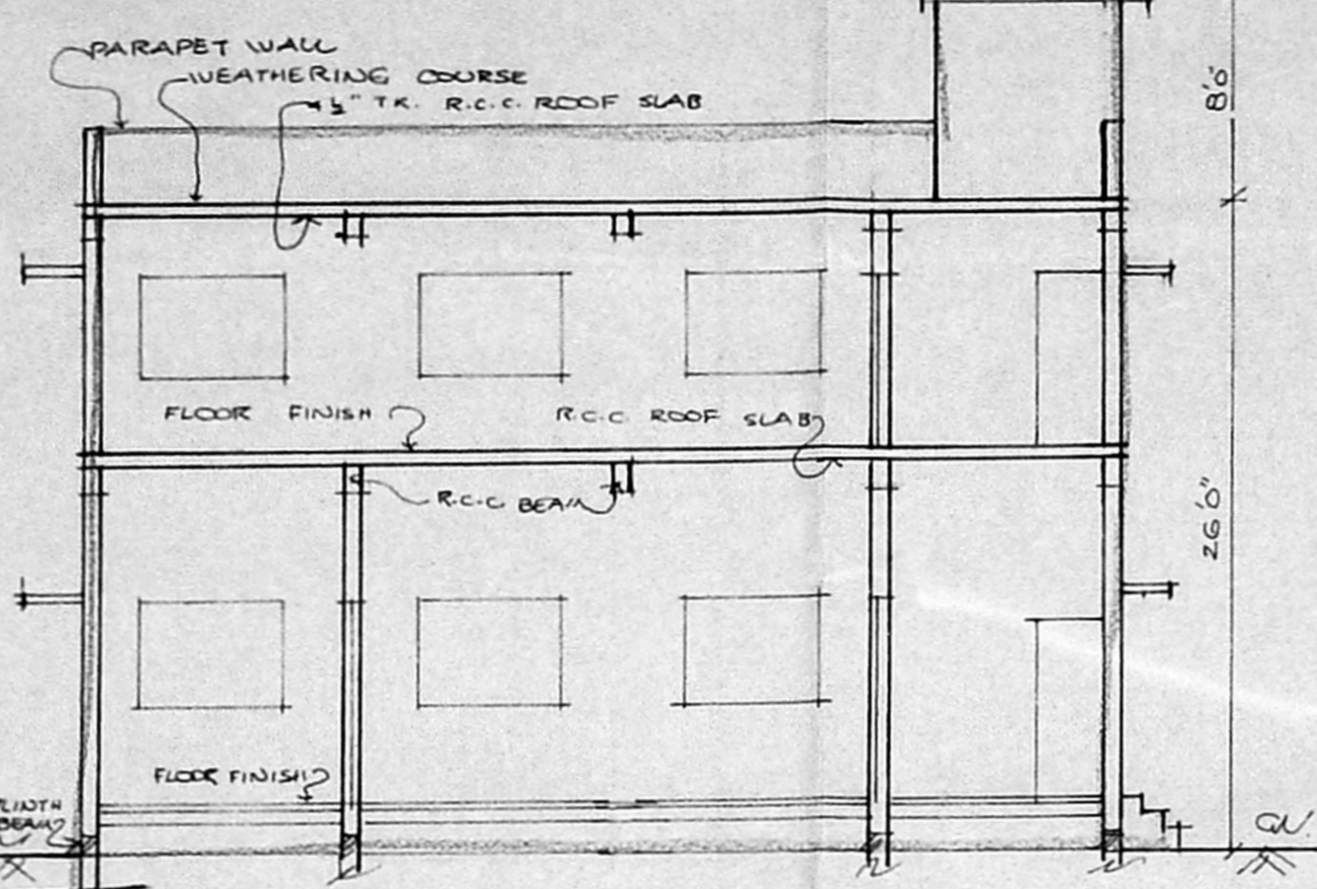 PARAPET WALL
WEATHERING COURSE
4½" TK. R.C.C. ROOF SLAB
8'0"
FLOOR FINISH
R.C.C ROOF SLAB
R.C.C BEAM
26'0"
FLOOR FINISH
PLINTH
BEAM